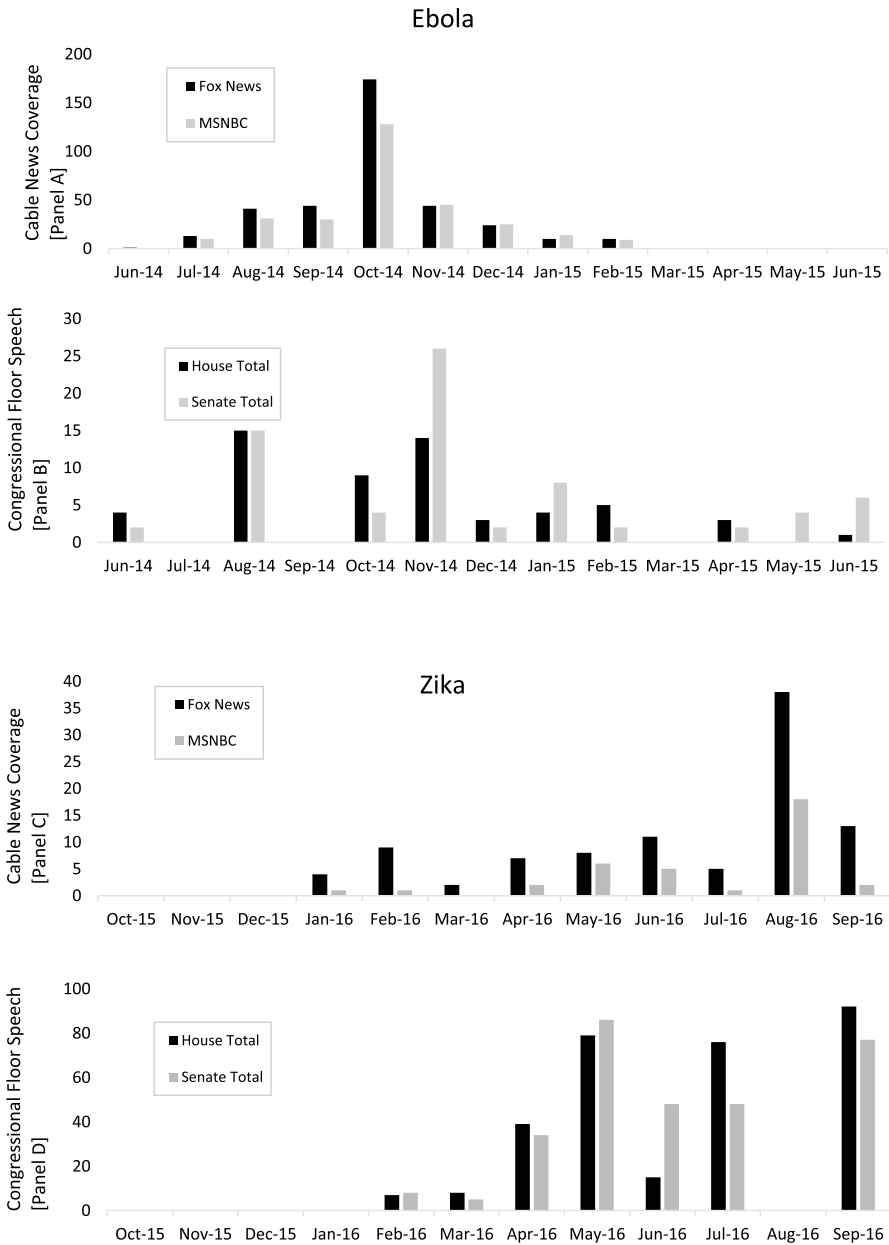 Ebola
Cable News Coverage
[Panel A]
200
150
100
50
0
Fox News
MSNBC
Jun-14 Jul-14 Aug-14 Sep-14 Oct-14 Nov-14 Dec-14 Jan-15 Feb-15 Mar-15 Apr-15 May-15 Jun-15
Congressional Floor Speech
[Panel B]
30
25
20
15
10
5
0
House Total
Senate Total
Jun-14 Jul-14 Aug-14 Sep-14 Oct-14 Nov-14 Dec-14 Jan-15 Feb-15 Mar-15 Apr-15 May-15 Jun-15
Zika
Cable News Coverage
[Panel C]
40
35
30
25
20
15
10
5
0
Fox News
MSNBC
Oct-15 Nov-15 Dec-15 Jan-16 Feb-16 Mar-16 Apr-16 May-16 Jun-16 Jul-16 Aug-16 Sep-16
Congressional Floor Speech
[Panel D]
100
80
60
40
20
0
House Total
Senate Total
Oct-15 Nov-15 Dec-15 Jan-16 Feb-16 Mar-16 Apr-16 May-16 Jun-16 Jul-16 Aug-16 Sep-16